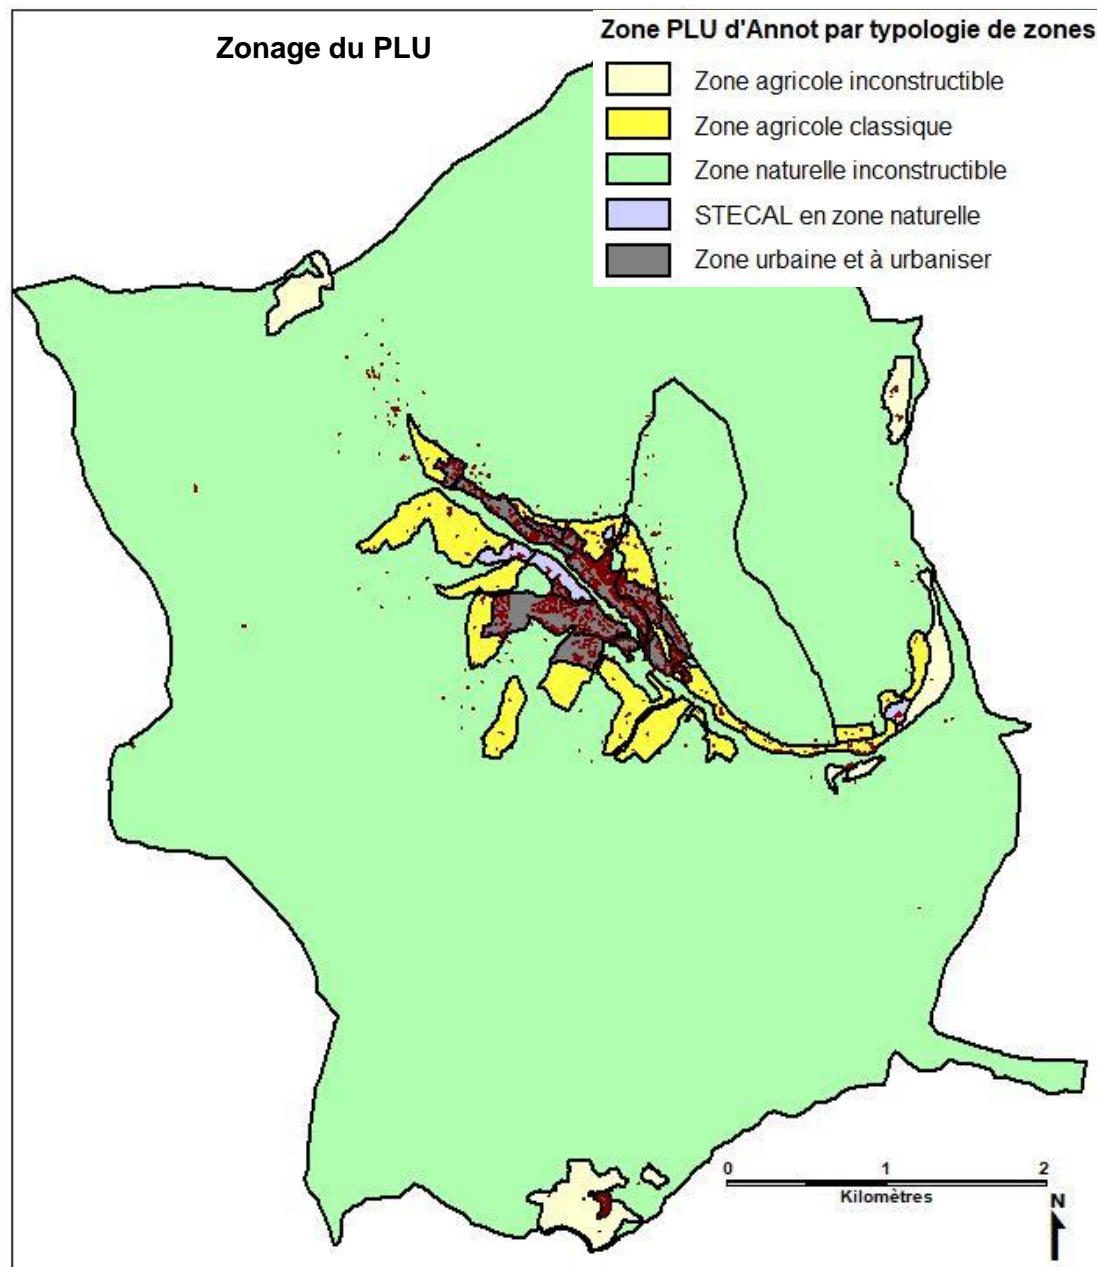 Zonage du PLU
Zone PLU d'Annot par typologie de zones
Zone agricole inconstructible
Zone agricole classique
Zone naturelle inconstructible
STECAL en zone naturelle
Zone urbaine et à urbaniser
0 1 2
Kilomètres
N